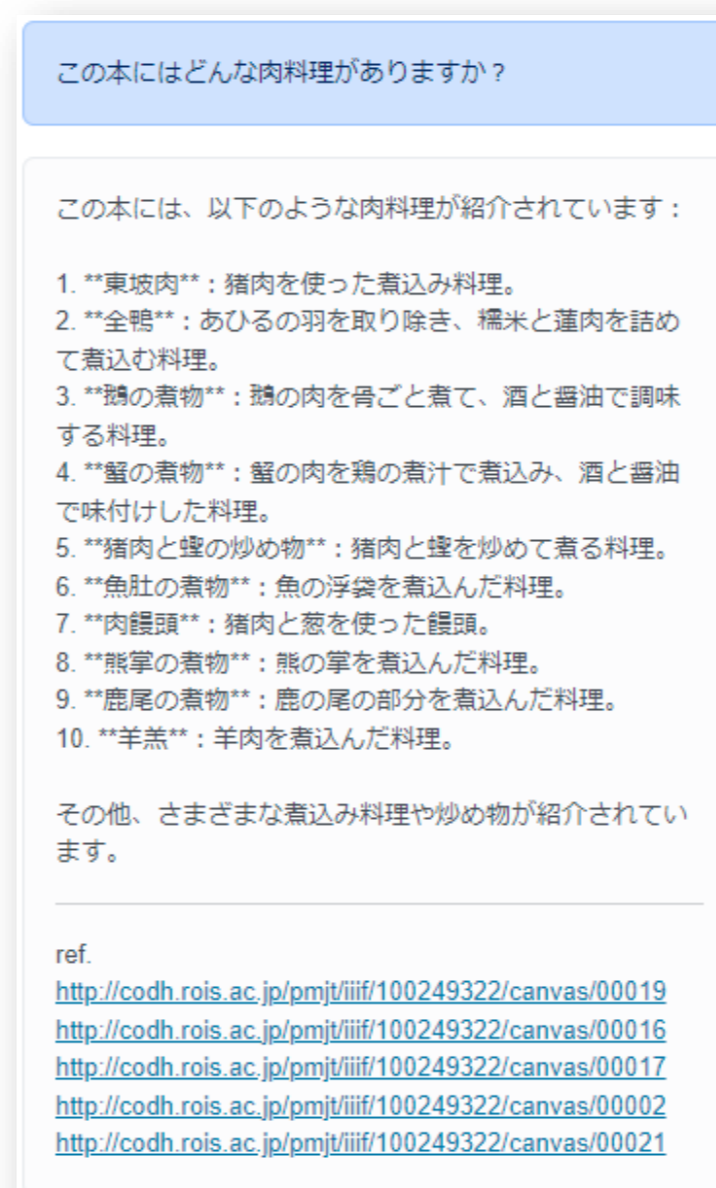 この本にはどんな肉料理がありますか？
この本には、以下のような肉料理が紹介されています：
1. **東坡肉**：猪肉を使った煮込み料理。
2. **全鴨**：あひるの羽を取り除き、糯米と蓮肉を詰め
て煮込む料理。
3. **鵝の煮物**：鵝の肉を骨ごと煮て、酒と醤油で調味
する料理。
4. **蟹の煮物**：蟹の肉を鶏の煮汁で煮込み、酒と醤油
で味付けした料理。
5. **猪肉と蟶の炒め物**：猪肉と蟶を炒めて煮る料理。
6. **魚肚の煮物**：魚の浮袋を煮込んだ料理。
7. **肉饅頭**：猪肉と葱を使った饅頭。
8. **熊掌の煮物**：熊の掌を煮込んだ料理。
9. **鹿尾の煮物**：鹿の尾の部分を煮込んだ料理。
10. **羊羔**：羊肉を煮込んだ料理。
その他、さまざまな煮込み料理や炒め物が紹介されてい
ます。
ref.
http://codh.rois.ac.jp/pmjt/iiif/100249322/canvas/00019
http://codh.rois.ac.jp/pmjt/iiif/100249322/canvas/00016
http://codh.rois.ac.jp/pmjt/iiif/100249322/canvas/00017
http://codh.rois.ac.jp/pmjt/iiif/100249322/canvas/00002
http://codh.rois.ac.jp/pmjt/iiif/100249322/canvas/00021